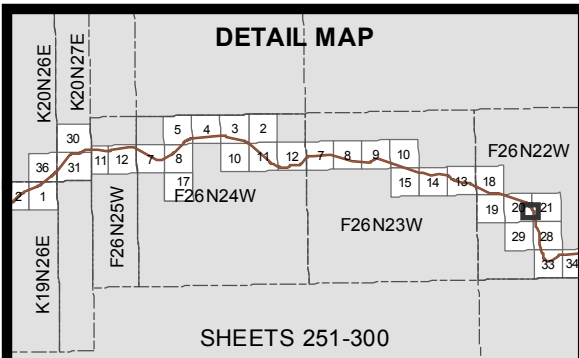 DETAIL MAP
K20N26E
K20N27E
5 4 3 2
30
F26N22W
36 31 11 12 7 8 10 11 12 7 8 9 10
17 15 14 13 18
2 1
F26N24W
19 20 21
F26N25W
F26N23W
29 28
K19N26E
33 34
SHEETS 251-300